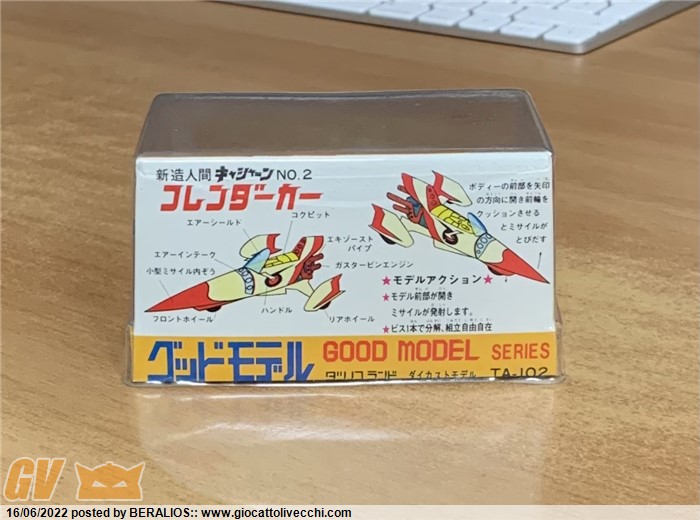 新造人間キャシャーン NO.2
フレンダーカー
コクピット
エアーシールド
エキゾーストパイプ
エアーインテーク
ガスタービンエンジン
小型ミサイル内ぞう
フロントホイール
ハンドル
リアホイール
ボディーの前部を矢印
の方向に開き前輪を
クッションさせる
とミサイルが
とびだす
★モデルアクション★
★モデル前部が開き
ミサイルが発射します。
★ビス1本で分解、組立自由自在
グッドモデル GOOD MODEL SERIES
ダイカストモデル TA-102
GV
16/06/2022 posted by BERALIOS:: www.giocattolivecchi.com